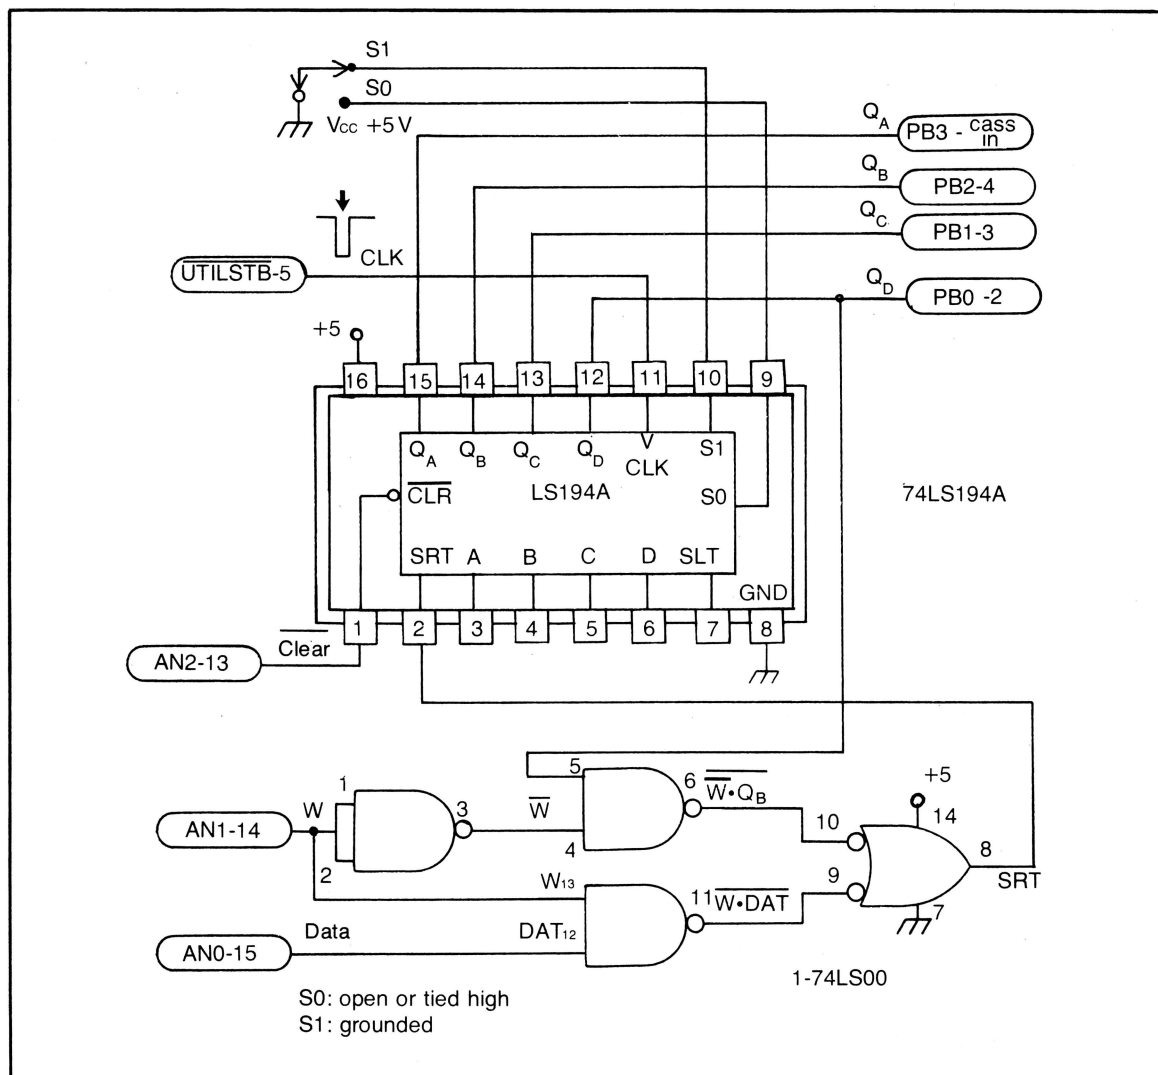 S1
S0
Vcc +5V
QA
PB3 - cass in
QB
PB2-4
QC
PB1-3
CLK
UTILSTB-5
QD
PB0 -2
+5
16
15
14
13
12
11
10
9
QA
QB
QC
QD
V
CLK
S1
CLR
LS194A
S0
74LS194A
SRT
A
B
C
D
SLT
GND
1
2
3
4
5
6
7
8
Clear
AN2-13
5
6
W•QB
+5
1
W
3
W
10
14
AN1-14
4
8
2
9
SRT
W13
11
W•DAT
7
Data
DAT12
AN0-15
1-74LS00
S0: open or tied high
S1: grounded